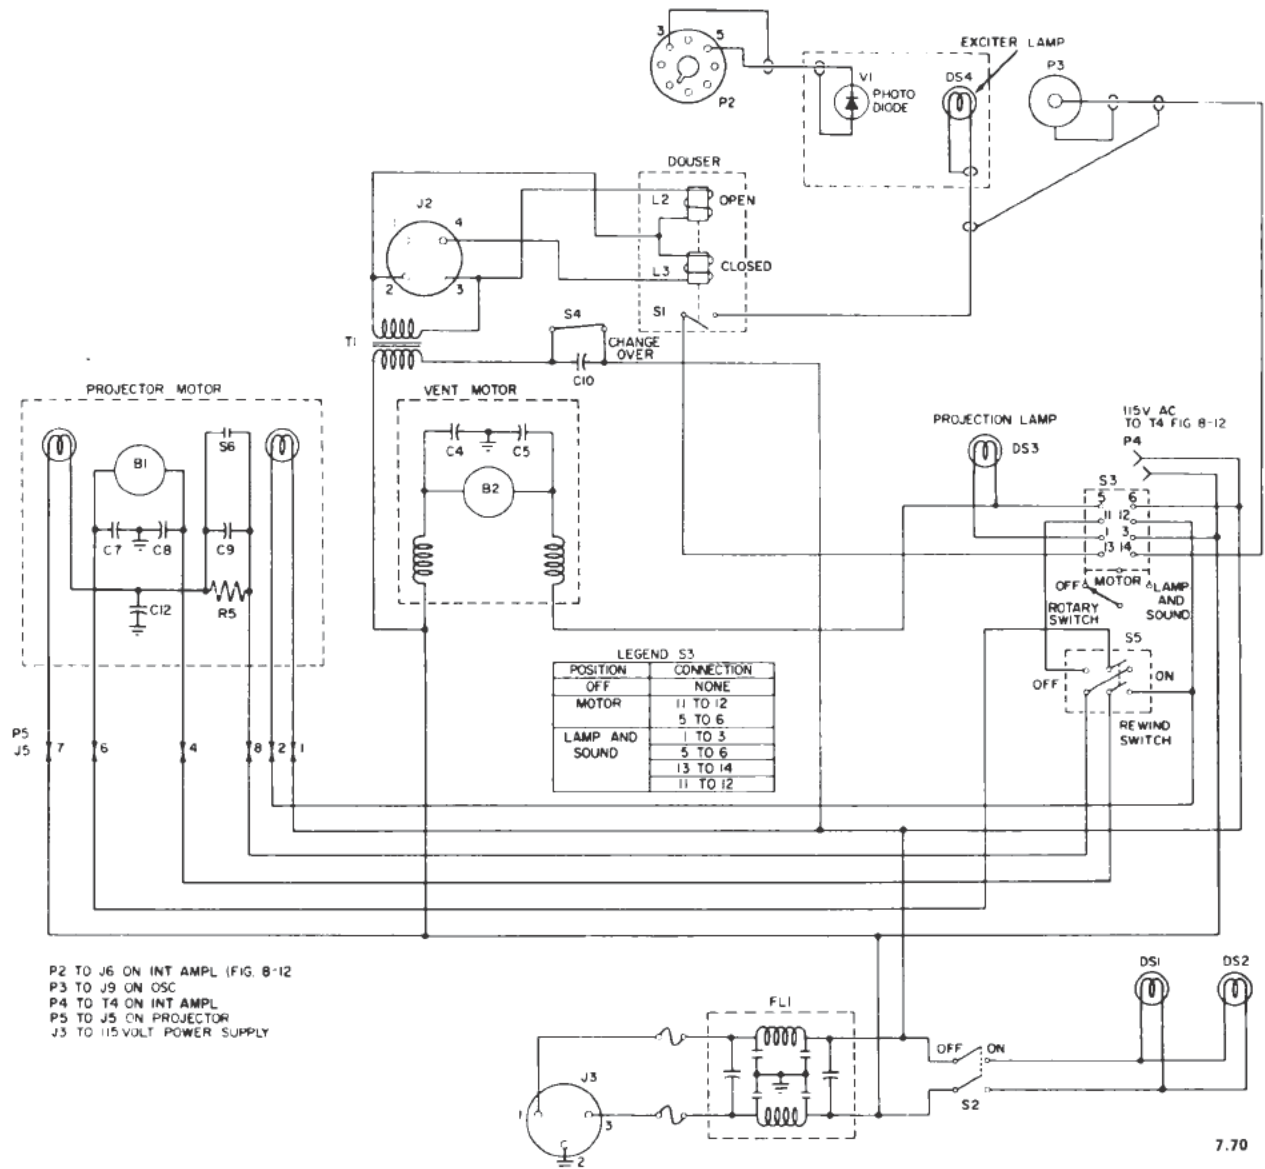 3
5
P2
V1
PHOTO
DIODE
EXCITER LAMP
DS4
P3
DOUSER
L2
OPEN
L3
CLOSED
S1
J2
1
4
2
3
T1
S4
CHANGE
OVER
C10
PROJECTOR MOTOR
S6
B1
C7
C8
C9
C12
R5
VENT MOTOR
C4
C5
B2
PROJECTION LAMP
DS3
115V AC
TO T4 FIG 8-12
P4
S3
5 6
11 12
1 3
13 14
OFF
MOTOR
LAMP
AND
SOUND
ROTARY
SWITCH
S5
OFF
ON
REWIND
SWITCH
LEGEND S3
POSITION CONNECTION
OFF NONE
MOTOR 11 TO 12
5 TO 6
LAMP AND 1 TO 3
SOUND 5 TO 6
13 TO 14
11 TO 12
P5
J5
7
6
4
8
2
1
P2 TO J6 ON INT AMPL (FIG. 8-12
P3 TO J9 ON OSC
P4 TO T4 ON INT AMPL
P5 TO J5 ON PROJECTOR
J3 TO 115 VOLT POWER SUPPLY
FL1
J3
1
3
2
OFF
ON
S2
DS1
DS2
7.70